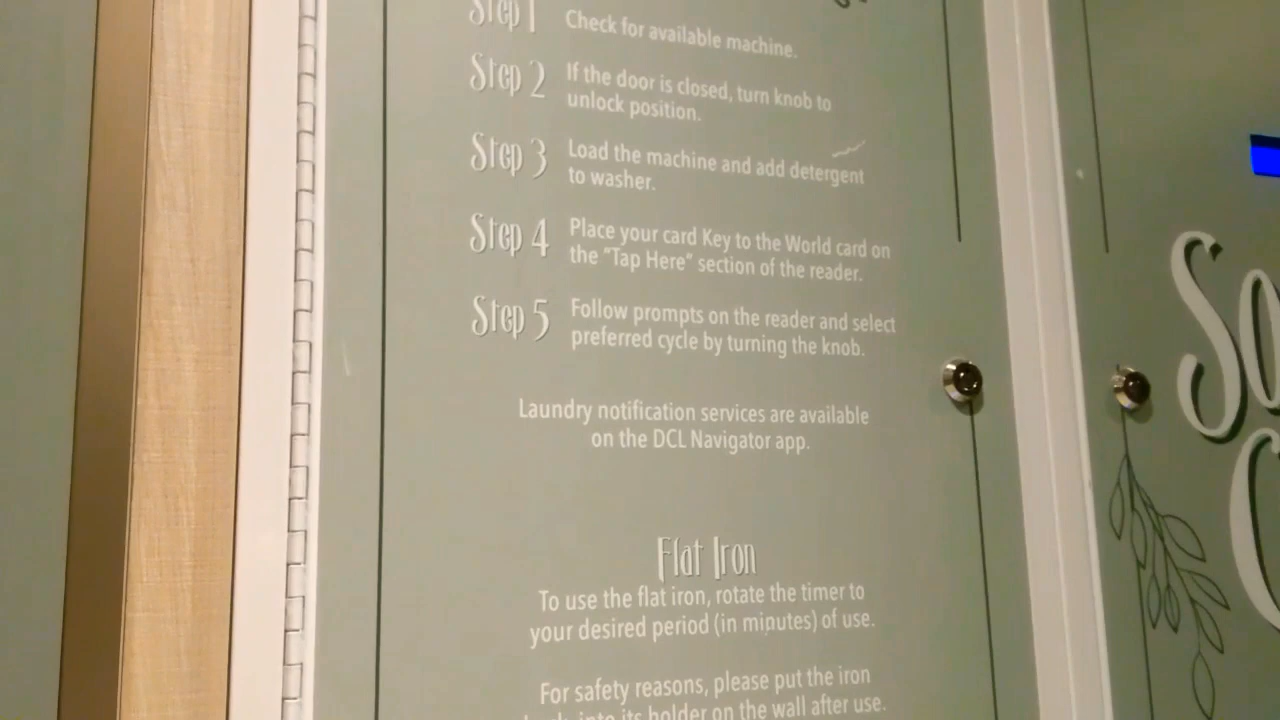 Step 1 Check for available machine.
Step 2 If the door is closed, turn knob to
unlock position.
Step 3 Load the machine and add detergent
to washer.
Step 4 Place your card Key to the World card on
the "Tap Here" section of the reader.
Step 5 Follow prompts on the reader and select
preferred cycle by turning the knob.
Laundry notification services are available
on the DCL Navigator app.
Flat Iron
To use the flat iron, rotate the timer to
your desired period (in minutes) of use.
For safety reasons, please put the iron
into its holder on the wall after use.